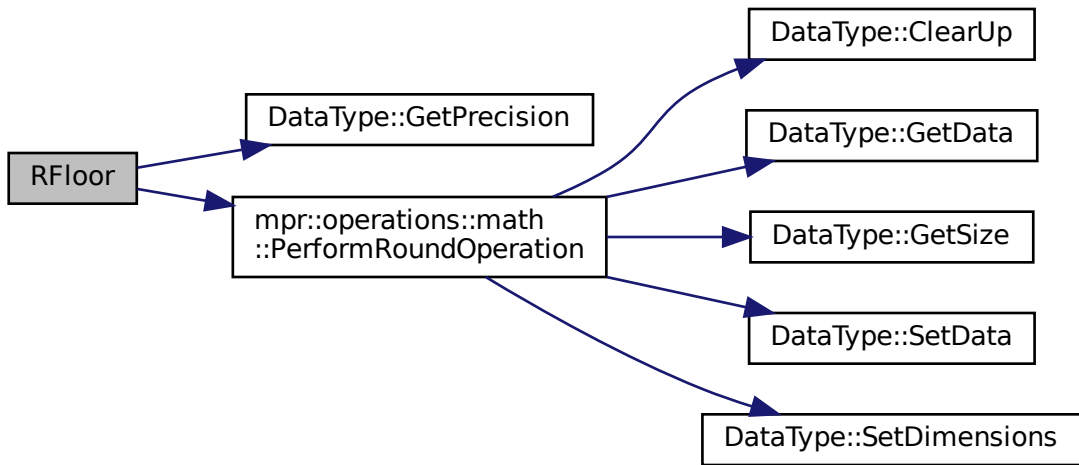 RFloor
DataType::GetPrecision
mpr::operations::math
::PerformRoundOperation
DataType::ClearUp
DataType::GetData
DataType::GetSize
DataType::SetData
DataType::SetDimensions